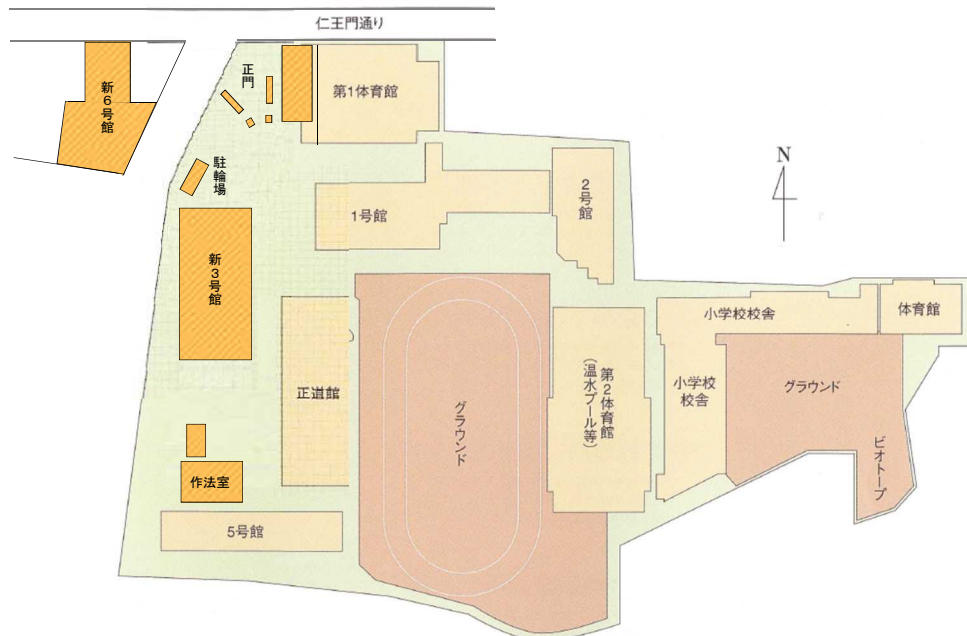 仁王門通り
新6号館
正門
第1体育館
N
駐輪場
1号館
2号館
新3号館
小学校校舎
体育館
正道館
グラウンド
第2体育館
(温水プール等)
小学校
校舎
グラウンド
ビオトープ
作法室
5号館